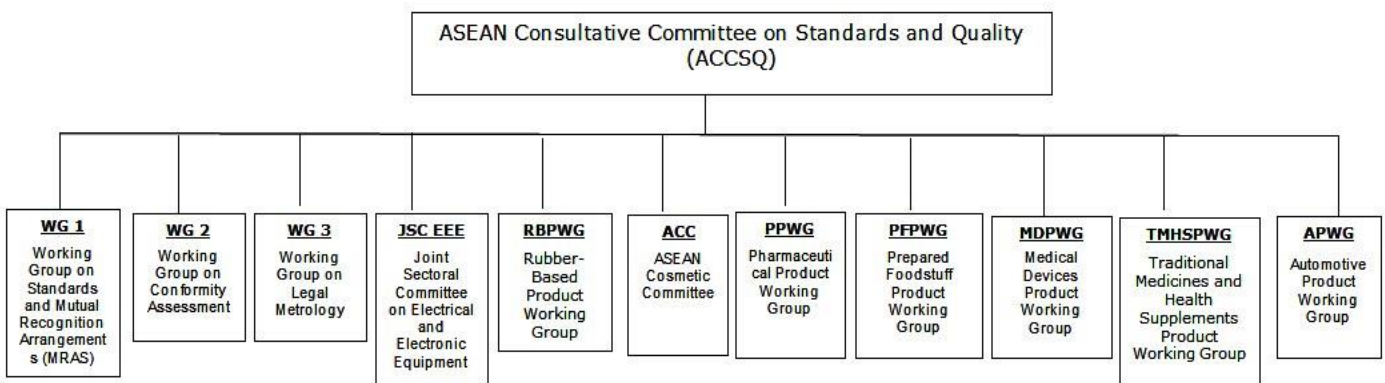 ASEAN Consultative Committee on Standards and Quality
(ACCSQ)
WG 1
Working
Group on
Standards
and Mutual
Recognition
Arrangement
s (MRAS)
WG 2
Working
Group on
Conformity
Assessment
WG 3
Working
Group on
Legal
Metrology
JSC EEE
Joint
Sectoral
Committee
on Electrical
and
Electronic
Equipment
RBPWG
Rubber-
Based
Product
Working
Group
ACC
ASEAN
Cosmetic
Committee
PPWG
Pharmaceuti
cal Product
Working
Group
PFPWG
Prepared
Foodstuff
Product
Working
Group
MDPWG
Medical
Devices
Product
Working
Group
TMHSPWG
Traditional
Medicines and
Health
Supplements
Product
Working Group
APWG
Automotive
Product
Working
Group